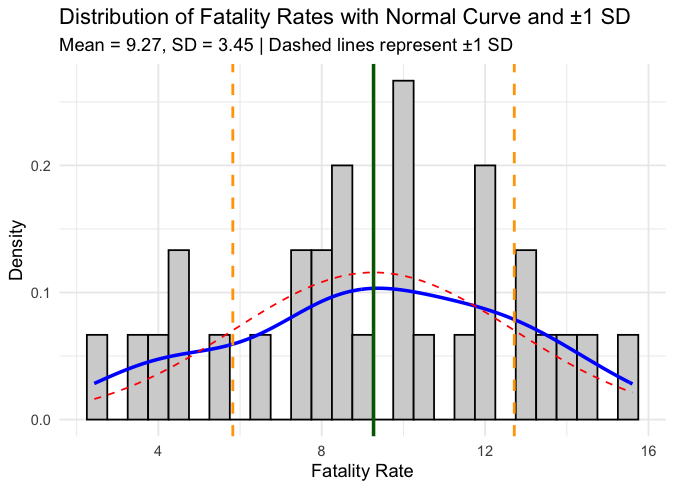 Distribution of Fatality Rates with Normal Curve and ±1 SD
Mean = 9.27, SD = 3.45 | Dashed lines represent ±1 SD
Density
0.2
0.1
0.0
4 8 12 16
Fatality Rate